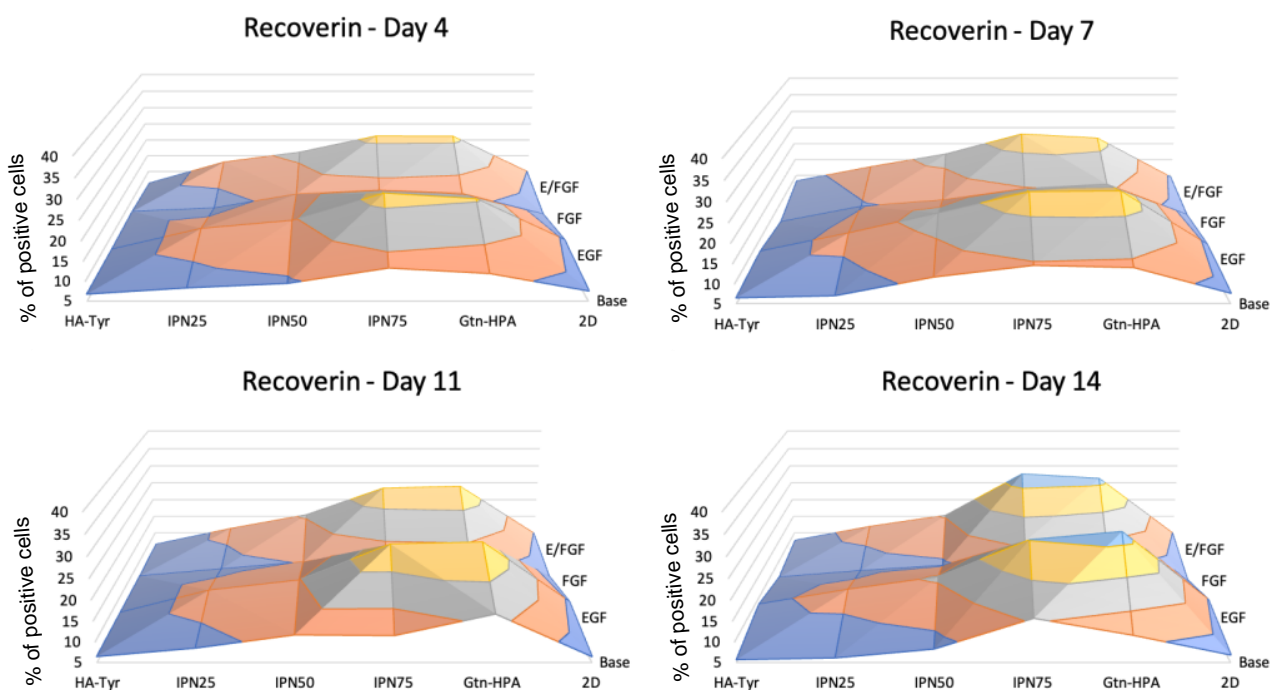 Recoverin - Day 4
% of positive cells
40
35
30
25
20
15
10
5
E/FGF
FGF
EGF
Base
HA-Tyr IPN25 IPN50 IPN75 Gtn-HPA 2D
Recoverin - Day 7
% of positive cells
40
35
30
25
20
15
10
5
E/FGF
FGF
EGF
Base
HA-Tyr IPN25 IPN50 IPN75 Gtn-HPA 2D
Recoverin - Day 11
% of positive cells
40
35
30
25
20
15
10
5
E/FGF
FGF
EGF
Base
HA-Tyr IPN25 IPN50 IPN75 Gtn-HPA 2D
Recoverin - Day 14
% of positive cells
40
35
30
25
20
15
10
5
E/FGF
FGF
EGF
Base
HA-Tyr IPN25 IPN50 IPN75 Gtn-HPA 2D